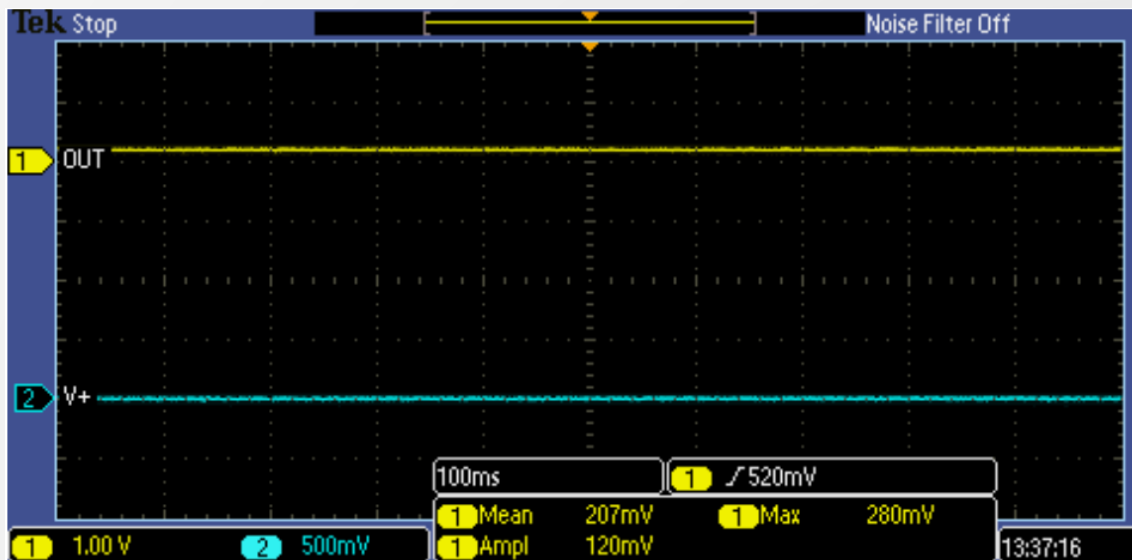 Tek Stop Noise Filter Off
1 OUT
2 V+
100ms 1 520mV
1 Mean 207mV 1 Max 280mV
1 Ampl 120mV
1 1.00 V 2 500mV 13:37:16